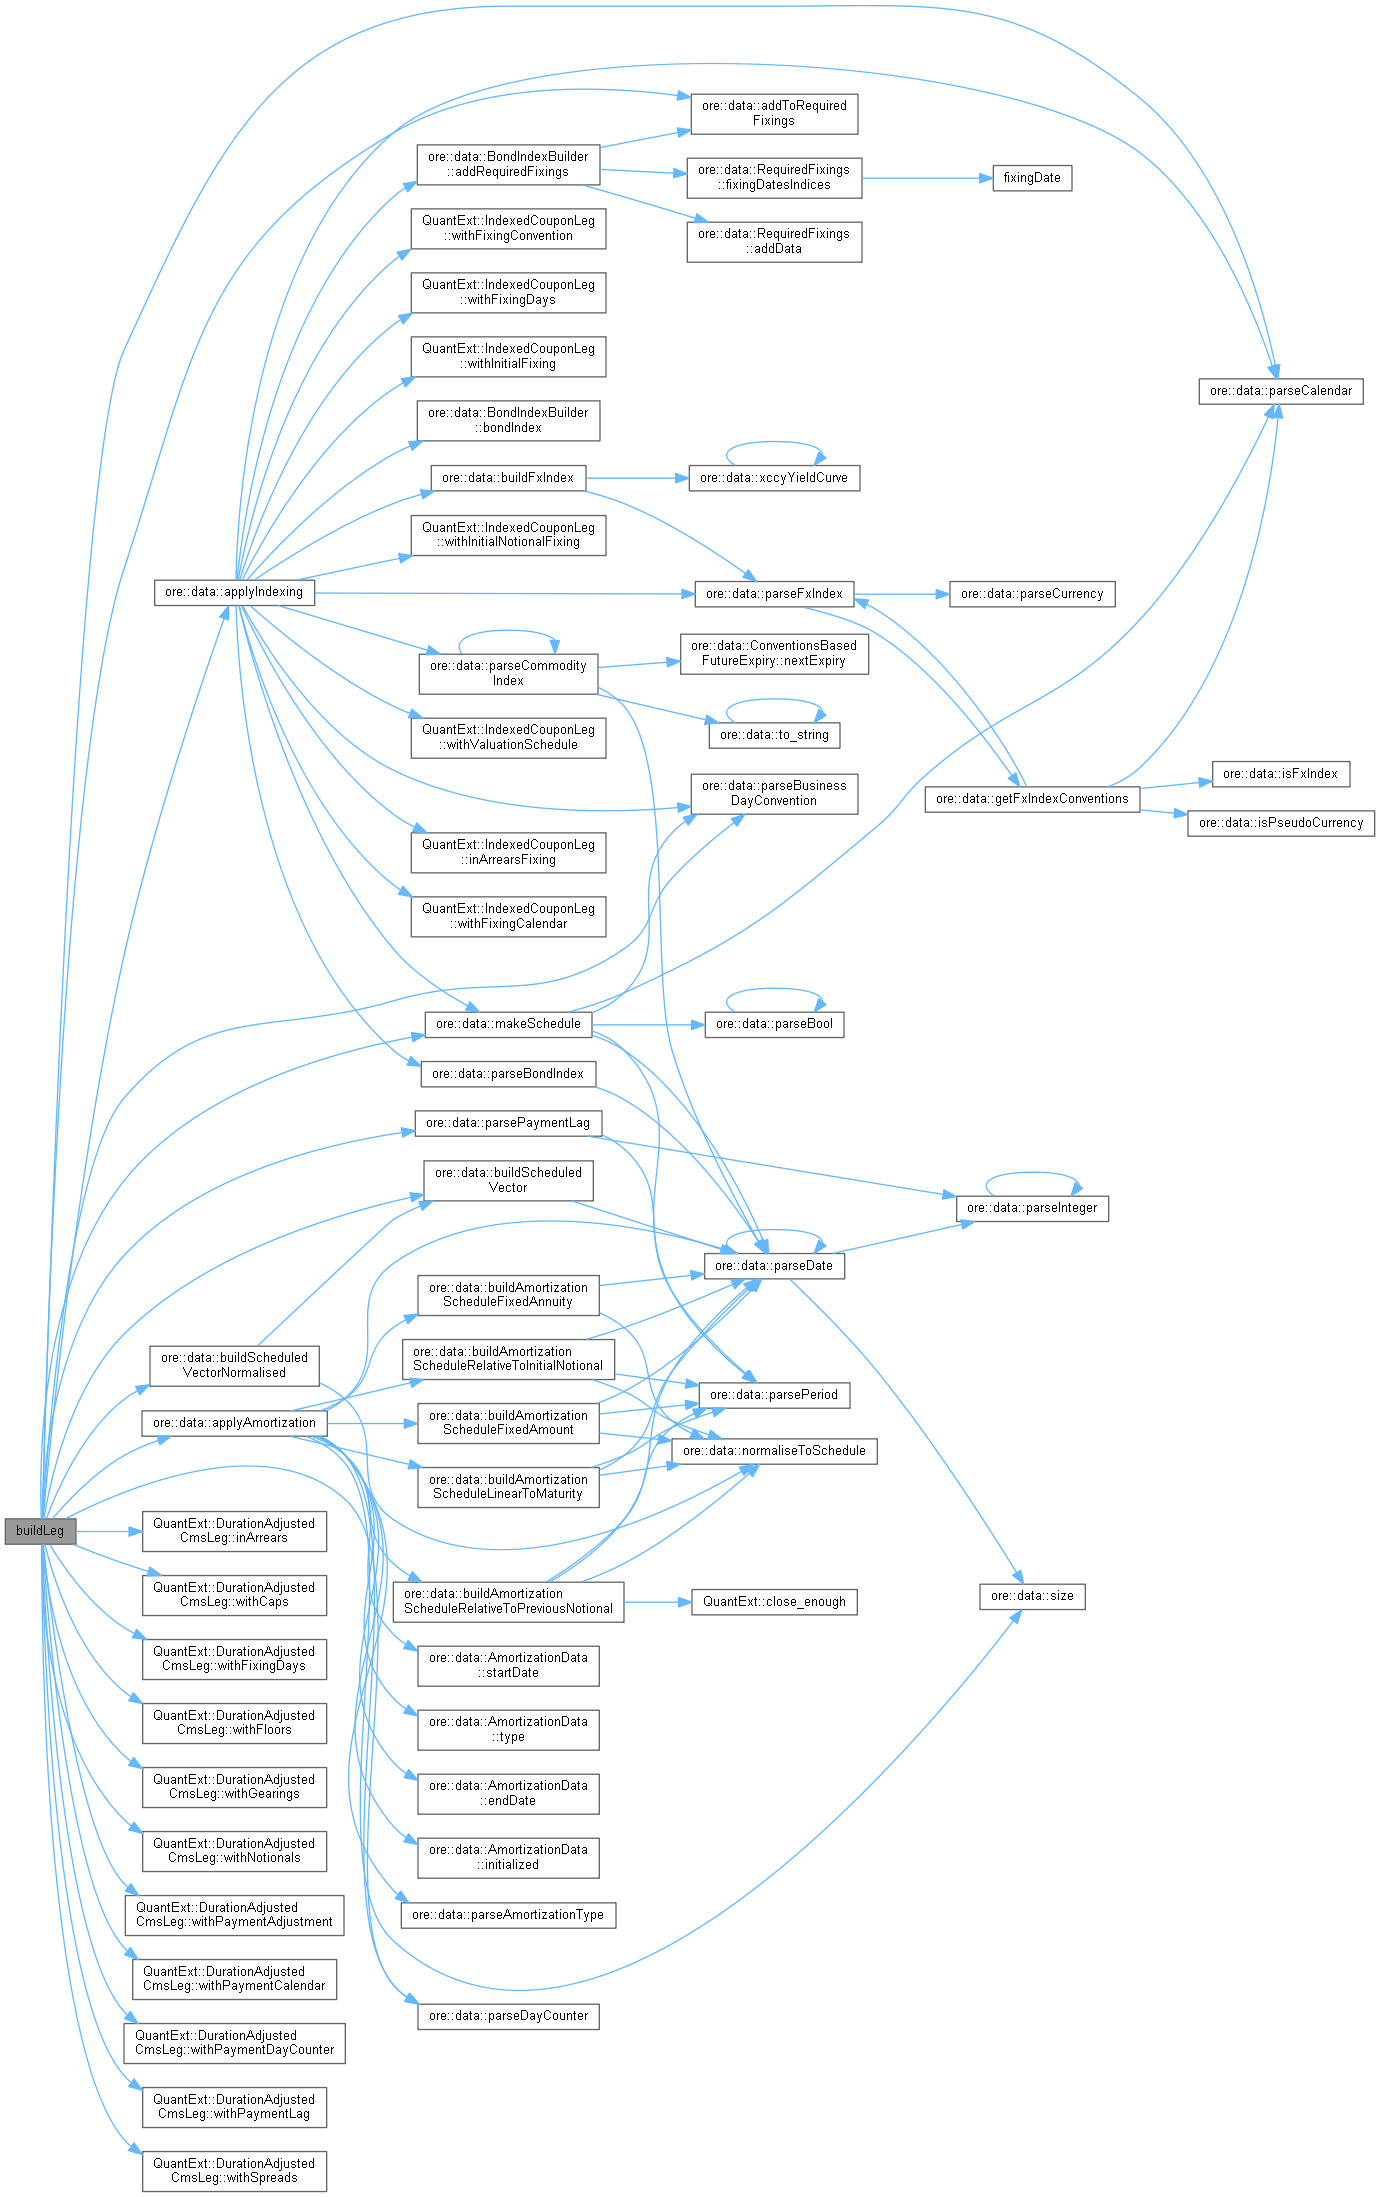 buildLeg
ore::data::applyIndexing
ore::data::buildScheduled
VectorNormalised
ore::data::applyAmortization
QuantExt::DurationAdjusted
CmsLeg::inArrears
QuantExt::DurationAdjusted
CmsLeg::withCaps
QuantExt::DurationAdjusted
CmsLeg::withFixingDays
QuantExt::DurationAdjusted
CmsLeg::withFloors
QuantExt::DurationAdjusted
CmsLeg::withGearings
QuantExt::DurationAdjusted
CmsLeg::withNotionals
QuantExt::DurationAdjusted
CmsLeg::withPaymentAdjustment
QuantExt::DurationAdjusted
CmsLeg::withPaymentCalendar
QuantExt::DurationAdjusted
CmsLeg::withPaymentDayCounter
QuantExt::DurationAdjusted
CmsLeg::withPaymentLag
QuantExt::DurationAdjusted
CmsLeg::withSpreads
ore::data::BondIndexBuilder
::addRequiredFixings
QuantExt::IndexedCouponLeg
::withFixingConvention
QuantExt::IndexedCouponLeg
::withFixingDays
QuantExt::IndexedCouponLeg
::withInitialFixing
ore::data::BondIndexBuilder
::bondIndex
ore::data::buildFxIndex
QuantExt::IndexedCouponLeg
::withInitialNotionalFixing
ore::data::parseCommodity
Index
QuantExt::IndexedCouponLeg
::withValuationSchedule
QuantExt::IndexedCouponLeg
::inArrearsFixing
QuantExt::IndexedCouponLeg
::withFixingCalendar
ore::data::makeSchedule
ore::data::parseBondIndex
ore::data::parsePaymentLag
ore::data::buildScheduled
Vector
ore::data::buildAmortization
ScheduleFixedAnnuity
ore::data::buildAmortization
ScheduleRelativeToInitialNotional
ore::data::buildAmortization
ScheduleFixedAmount
ore::data::buildAmortization
ScheduleLinearToMaturity
ore::data::buildAmortization
ScheduleRelativeToPreviousNotional
ore::data::AmortizationData
::startDate
ore::data::AmortizationData
::type
ore::data::AmortizationData
::endDate
ore::data::AmortizationData
::initialized
ore::data::parseAmortizationType
ore::data::parseDayCounter
ore::data::addToRequired
Fixings
ore::data::RequiredFixings
::fixingDatesIndices
ore::data::RequiredFixings
::addData
ore::data::xccyYieldCurve
ore::data::parseFxIndex
ore::data::ConventionsBased
FutureExpiry::nextExpiry
ore::data::to_string
ore::data::parseBusiness
DayConvention
ore::data::parseBool
ore::data::parseDate
ore::data::parsePeriod
ore::data::normaliseToSchedule
QuantExt::close_enough
fixingDate
ore::data::parseCurrency
ore::data::getFxIndexConventions
ore::data::parseInteger
ore::data::size
ore::data::parseCalendar
ore::data::isFxIndex
ore::data::isPseudoCurrency